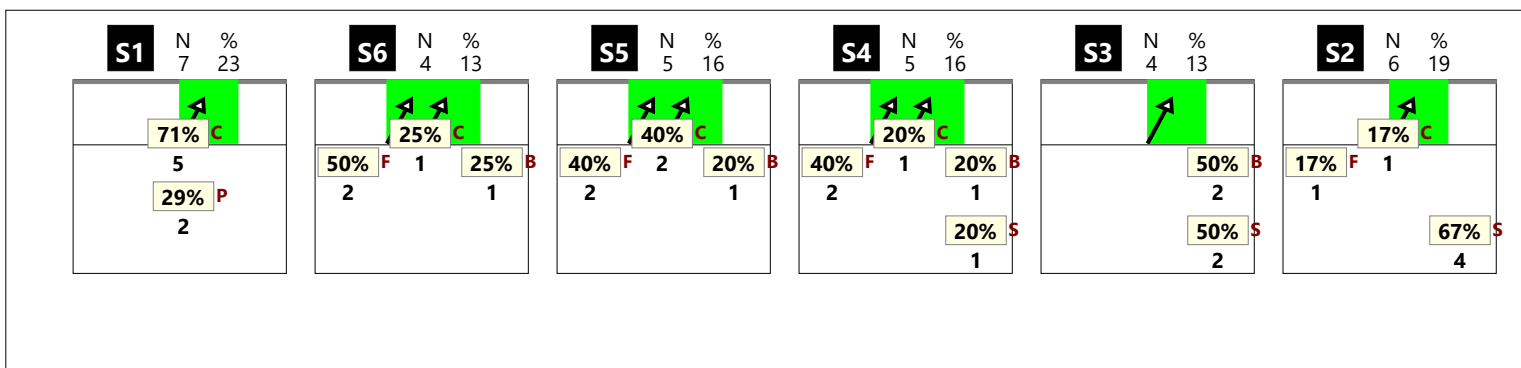 S1 N % 7 23
71% C
5
29% P
2
S6 N % 4 13
25% C
50% F 1 25% B
2 1
S5 N % 5 16
40% C
40% F 2 20% B
2 1
S4 N % 5 16
20% C
40% F 1 20% B
2 1
20% S
1
S3 N % 4 13
50% B
2
50% S
2
S2 N % 6 19
17% C
17% F 1
1
67% S
4